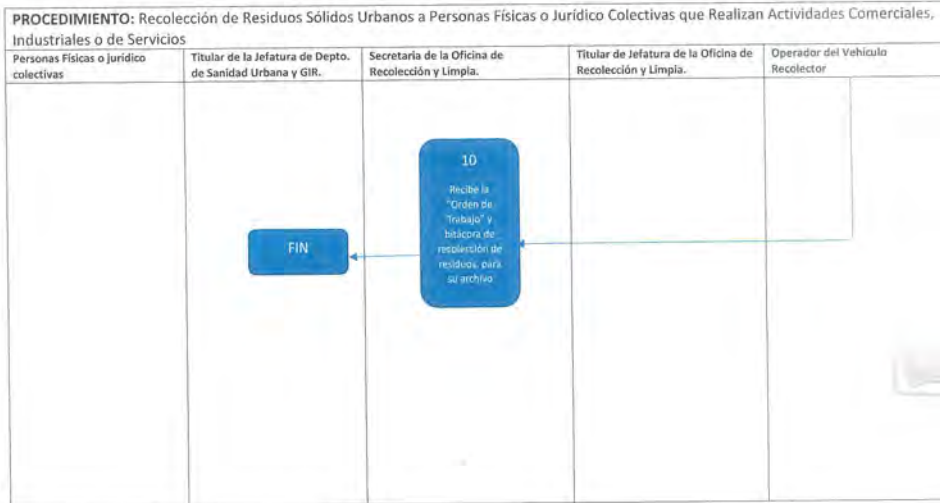 PROCEDIMIENTO: Recolección de Residuos Sólidos Urbanos a Personas Físicas o Jurídico Colectivas que Realizan Actividades Comerciales,
Industriales o de Servicios
Personas Físicas o jurídico
colectivas
Titular de la Jefatura de Depto.
de Sanidad Urbana y GIR.
Secretaria de la Oficina de
Recolección y Limpia.
Titular de Jefatura de la Oficina de
Recolección y Limpia.
Operador del Vehículo
Recolector
10
Recibe la
"Orden de
Trabajo" y
bitácora de
recolección de
residuos, para
su archivo
FIN